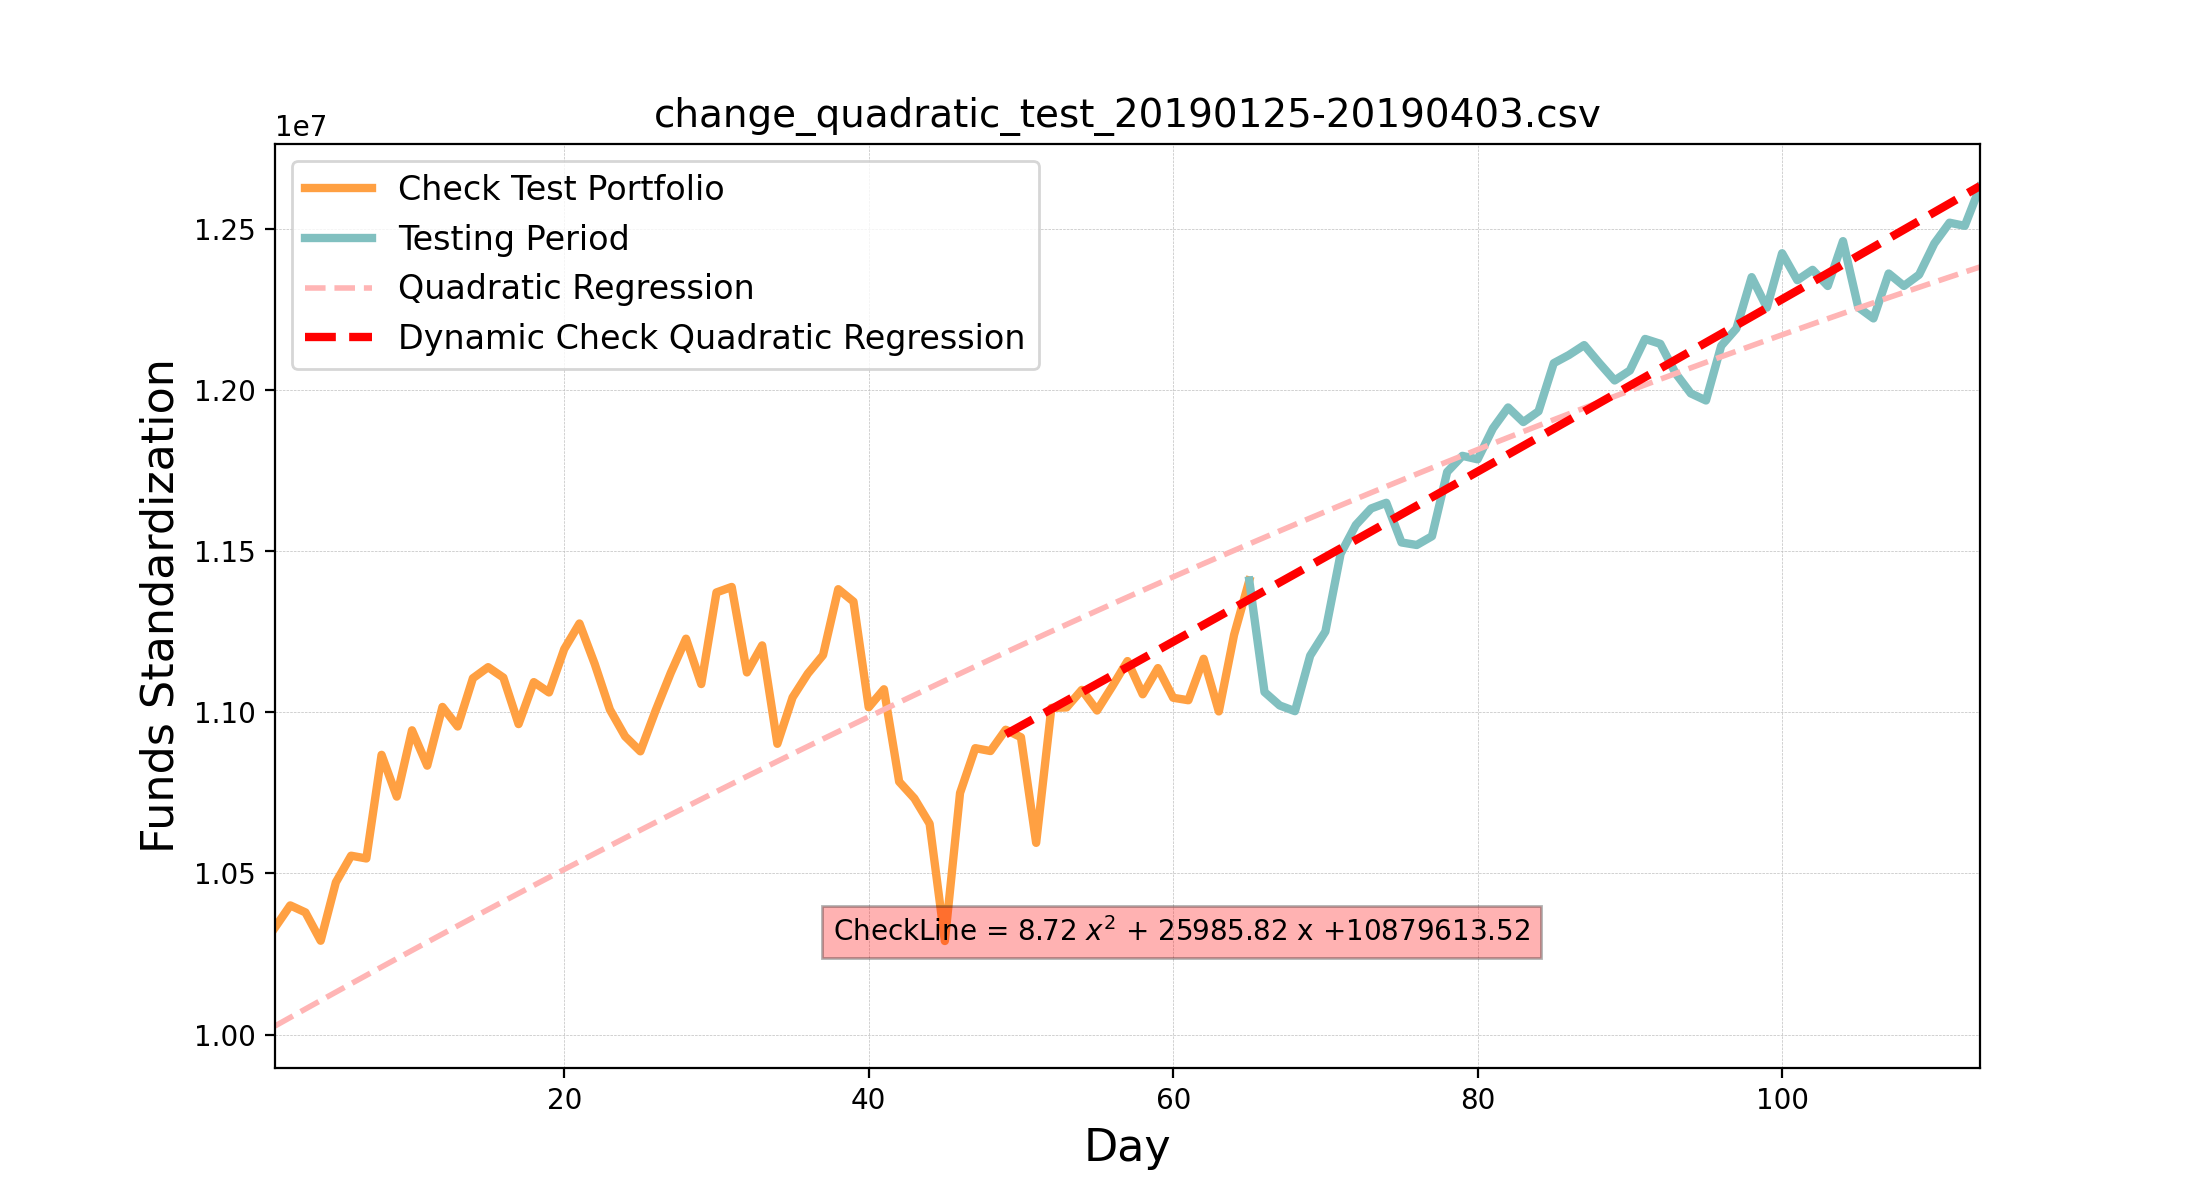 change_quadratic_test_20190125-20190403.csv
1e7
Check Test Portfolio
Testing Period
Quadratic Regression
Dynamic Check Quadratic Regression
1.25
1.20
1.15
1.10
1.05
1.00
Funds Standardization
CheckLine = 8.72 x² + 25985.82 x +10879613.52
20 40 60 80 100
Day